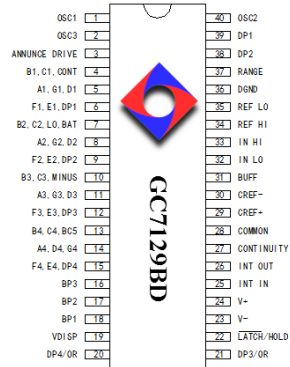 OSC1 1 40 OSC2
OSC3 2 39 DP1
ANNUNCE DRIVE 3 38 DP2
B1, C1, CONT 4 37 RANGE
A1, G1, D1 5 36 DGND
F1, E1, DP1 6 35 REF LO
B2, C2, LO, BAT 7 34 REF HI
A2, G2, D2 8 33 IN HI
F2, E2, DP2 9 32 IN LO
B3, C3, MINUS 10 31 BUFF
A3, G3, D3 11 30 CREF-
F3, E3, DP3 12 29 CREF+
B4, C4, BC5 13 28 COMMON
A4, D4, G4 14 27 CONTINUITY
F4, E4, DP4 15 26 INT OUT
BP3 16 25 INT IN
BP2 17 24 V+
BP1 18 23 V-
VDISP 19 22 LATCH/HOLD
DP4/OR 20 21 DP3/OR
GC7129BD